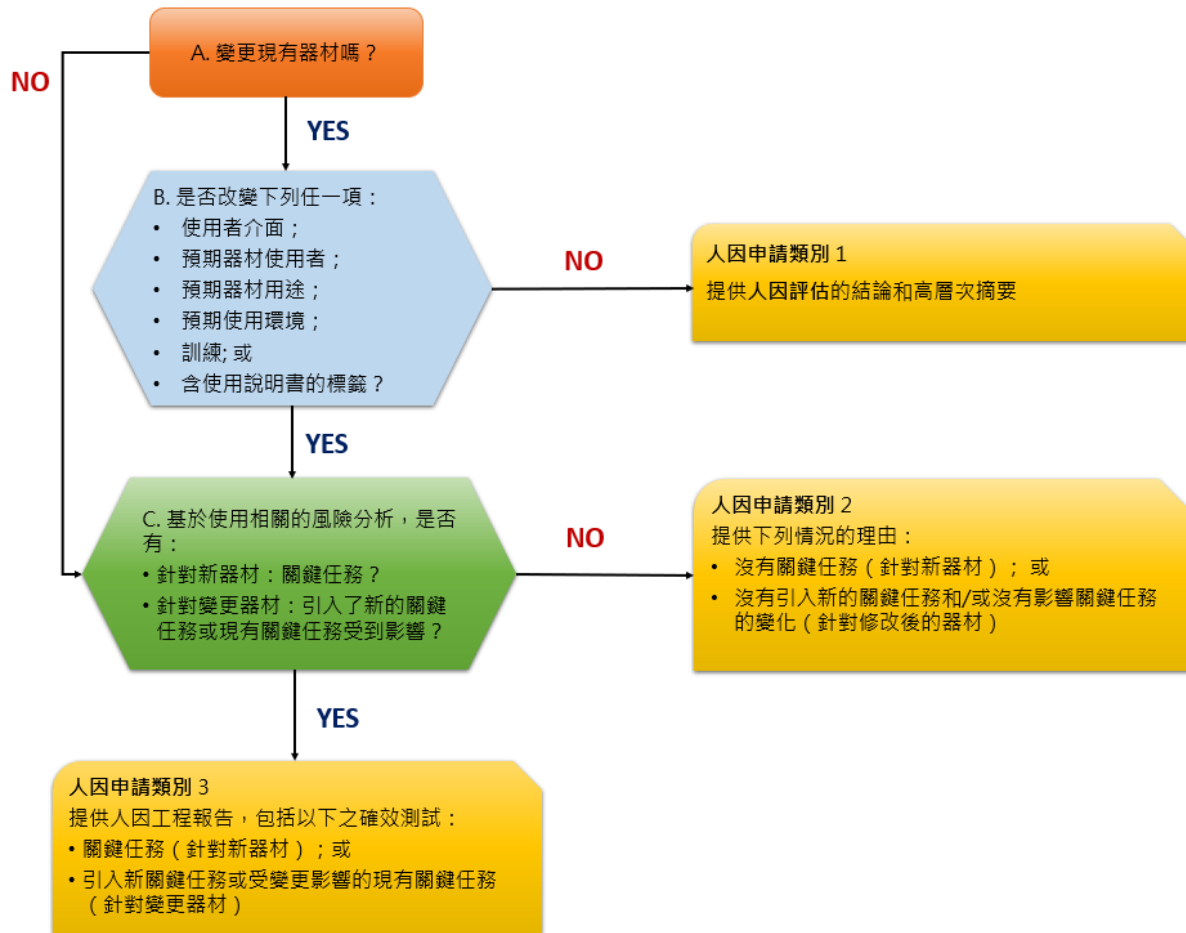 A. 變更現有器材嗎？
NO
YES
B. 是否改變下列任一項：
• 使用者介面；
• 預期器材使用者；
• 預期器材用途；
• 預期使用環境；
• 訓練; 或
• 含使用說明書的標籤？
NO
人因申請類別 1
提供人因評估的結論和高層次摘要
YES
C. 基於使用相關的風險分析，是否
有：
• 針對新器材：關鍵任務？
• 針對變更器材：引入了新的關鍵
任務或現有關鍵任務受到影響？
NO
人因申請類別 2
提供下列情況的理由：
• 沒有關鍵任務（針對新器材）；或
• 沒有引入新的關鍵任務和/或沒有影響關鍵任務
的變化（針對修改後的器材）
YES
人因申請類別 3
提供人因工程報告，包括以下之確效測試：
• 關鍵任務（針對新器材）；或
• 引入新關鍵任務或受變更影響的現有關鍵任務
（針對變更器材）